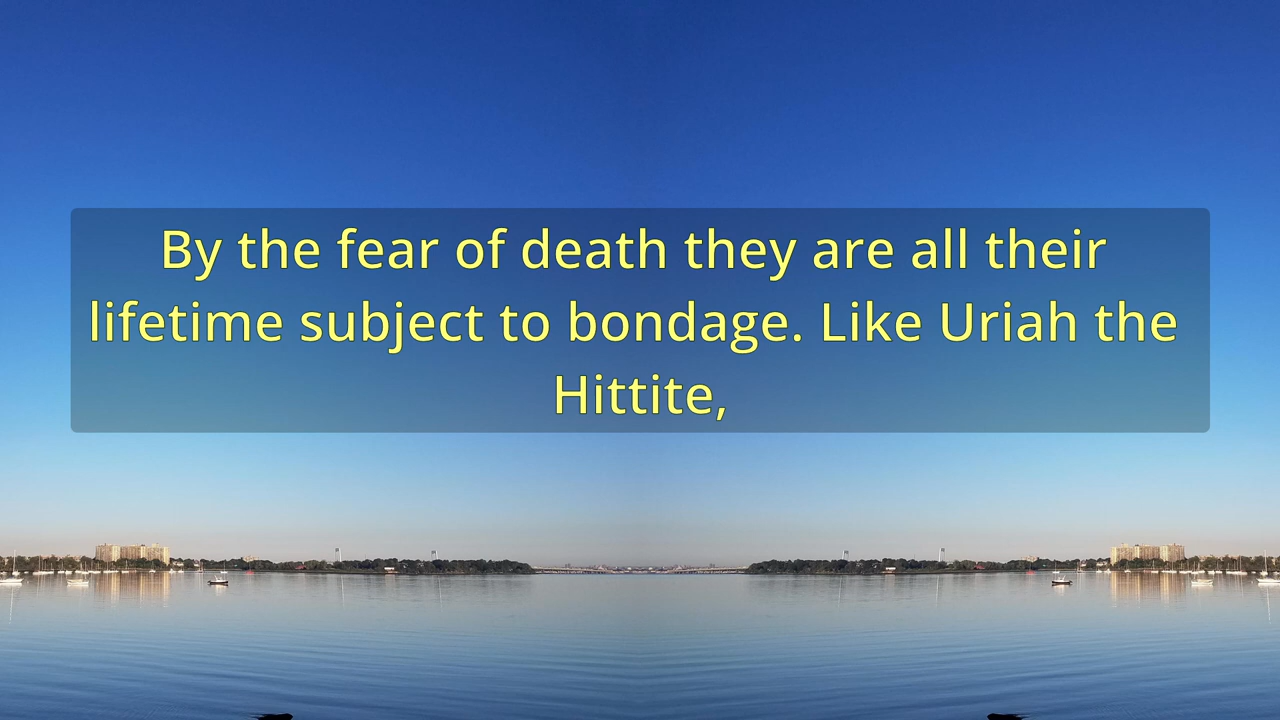 By the fear of death they are all their
lifetime subject to bondage. Like Uriah the
Hittite,